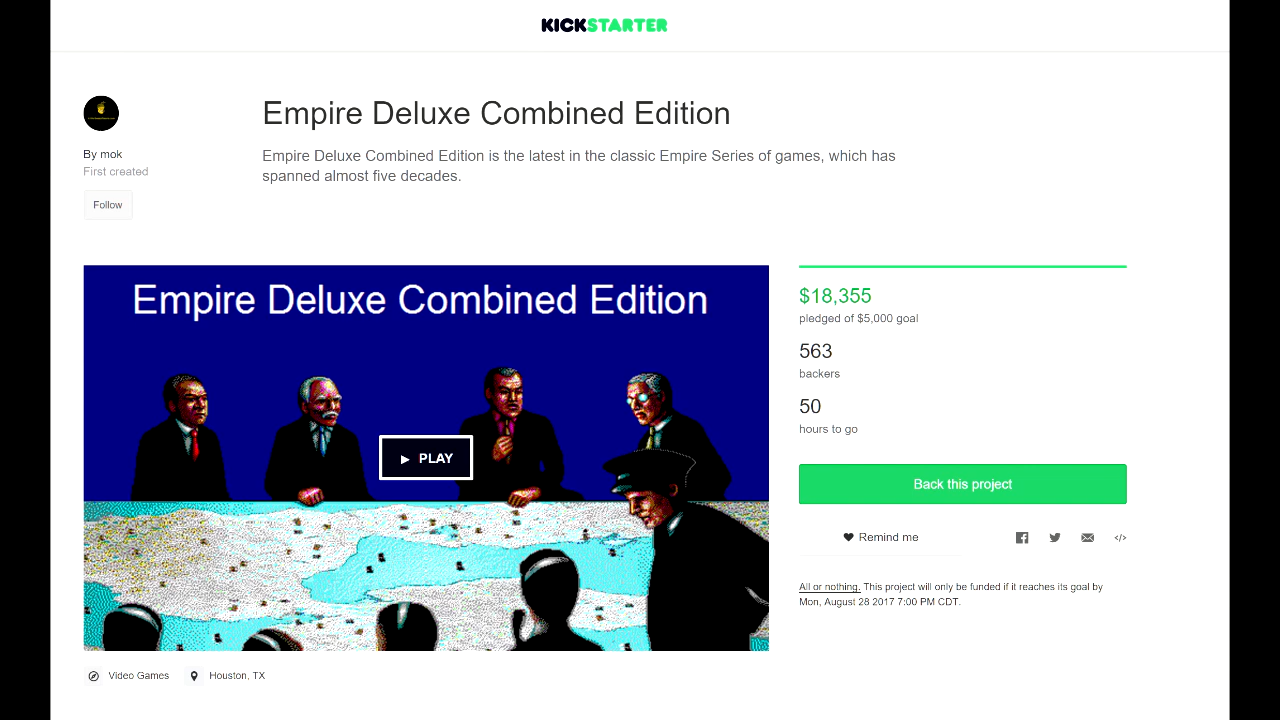 KICKSTARTER
By mok
First created
Follow
Empire Deluxe Combined Edition
Empire Deluxe Combined Edition is the latest in the classic Empire Series of games, which has
spanned almost five decades.
Empire Deluxe Combined Edition
PLAY
Video Games
Houston, TX
$18,355
pledged of $5,000 goal
563
backers
50
hours to go
Back this project
Remind me
All or nothing. This project will only be funded if it reaches its goal by
Mon, August 28 2017 7:00 PM CDT.